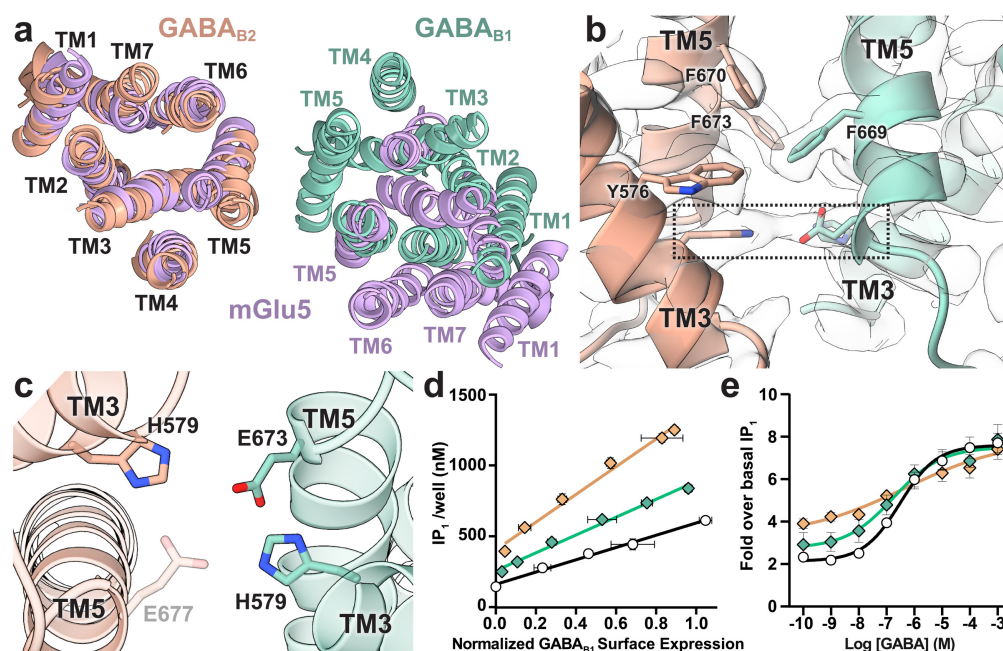 a
GABAB2
GABAB1
TM1
TM7
TM6
TM2
TM3
TM5
TM4
TM4
TM5
TM3
TM2
TM1
TM5
mGlu5
TM6
TM7
TM1
b
TM5
TM5
F670
F673
F669
Y576
TM3
TM3
c
TM3
H579
TM5
E673
TM5
E677
H579
TM3
d
1500
1000
500
0
IP1 /well (nM)
0.0 0.2 0.4 0.6 0.8 1.0
Normalized GABAB1 Surface Expression
e
10
8
6
4
2
0
Fold over basal IP1
-10 -9 -8 -7 -6 -5 -4 -3
Log [GABA] (M)